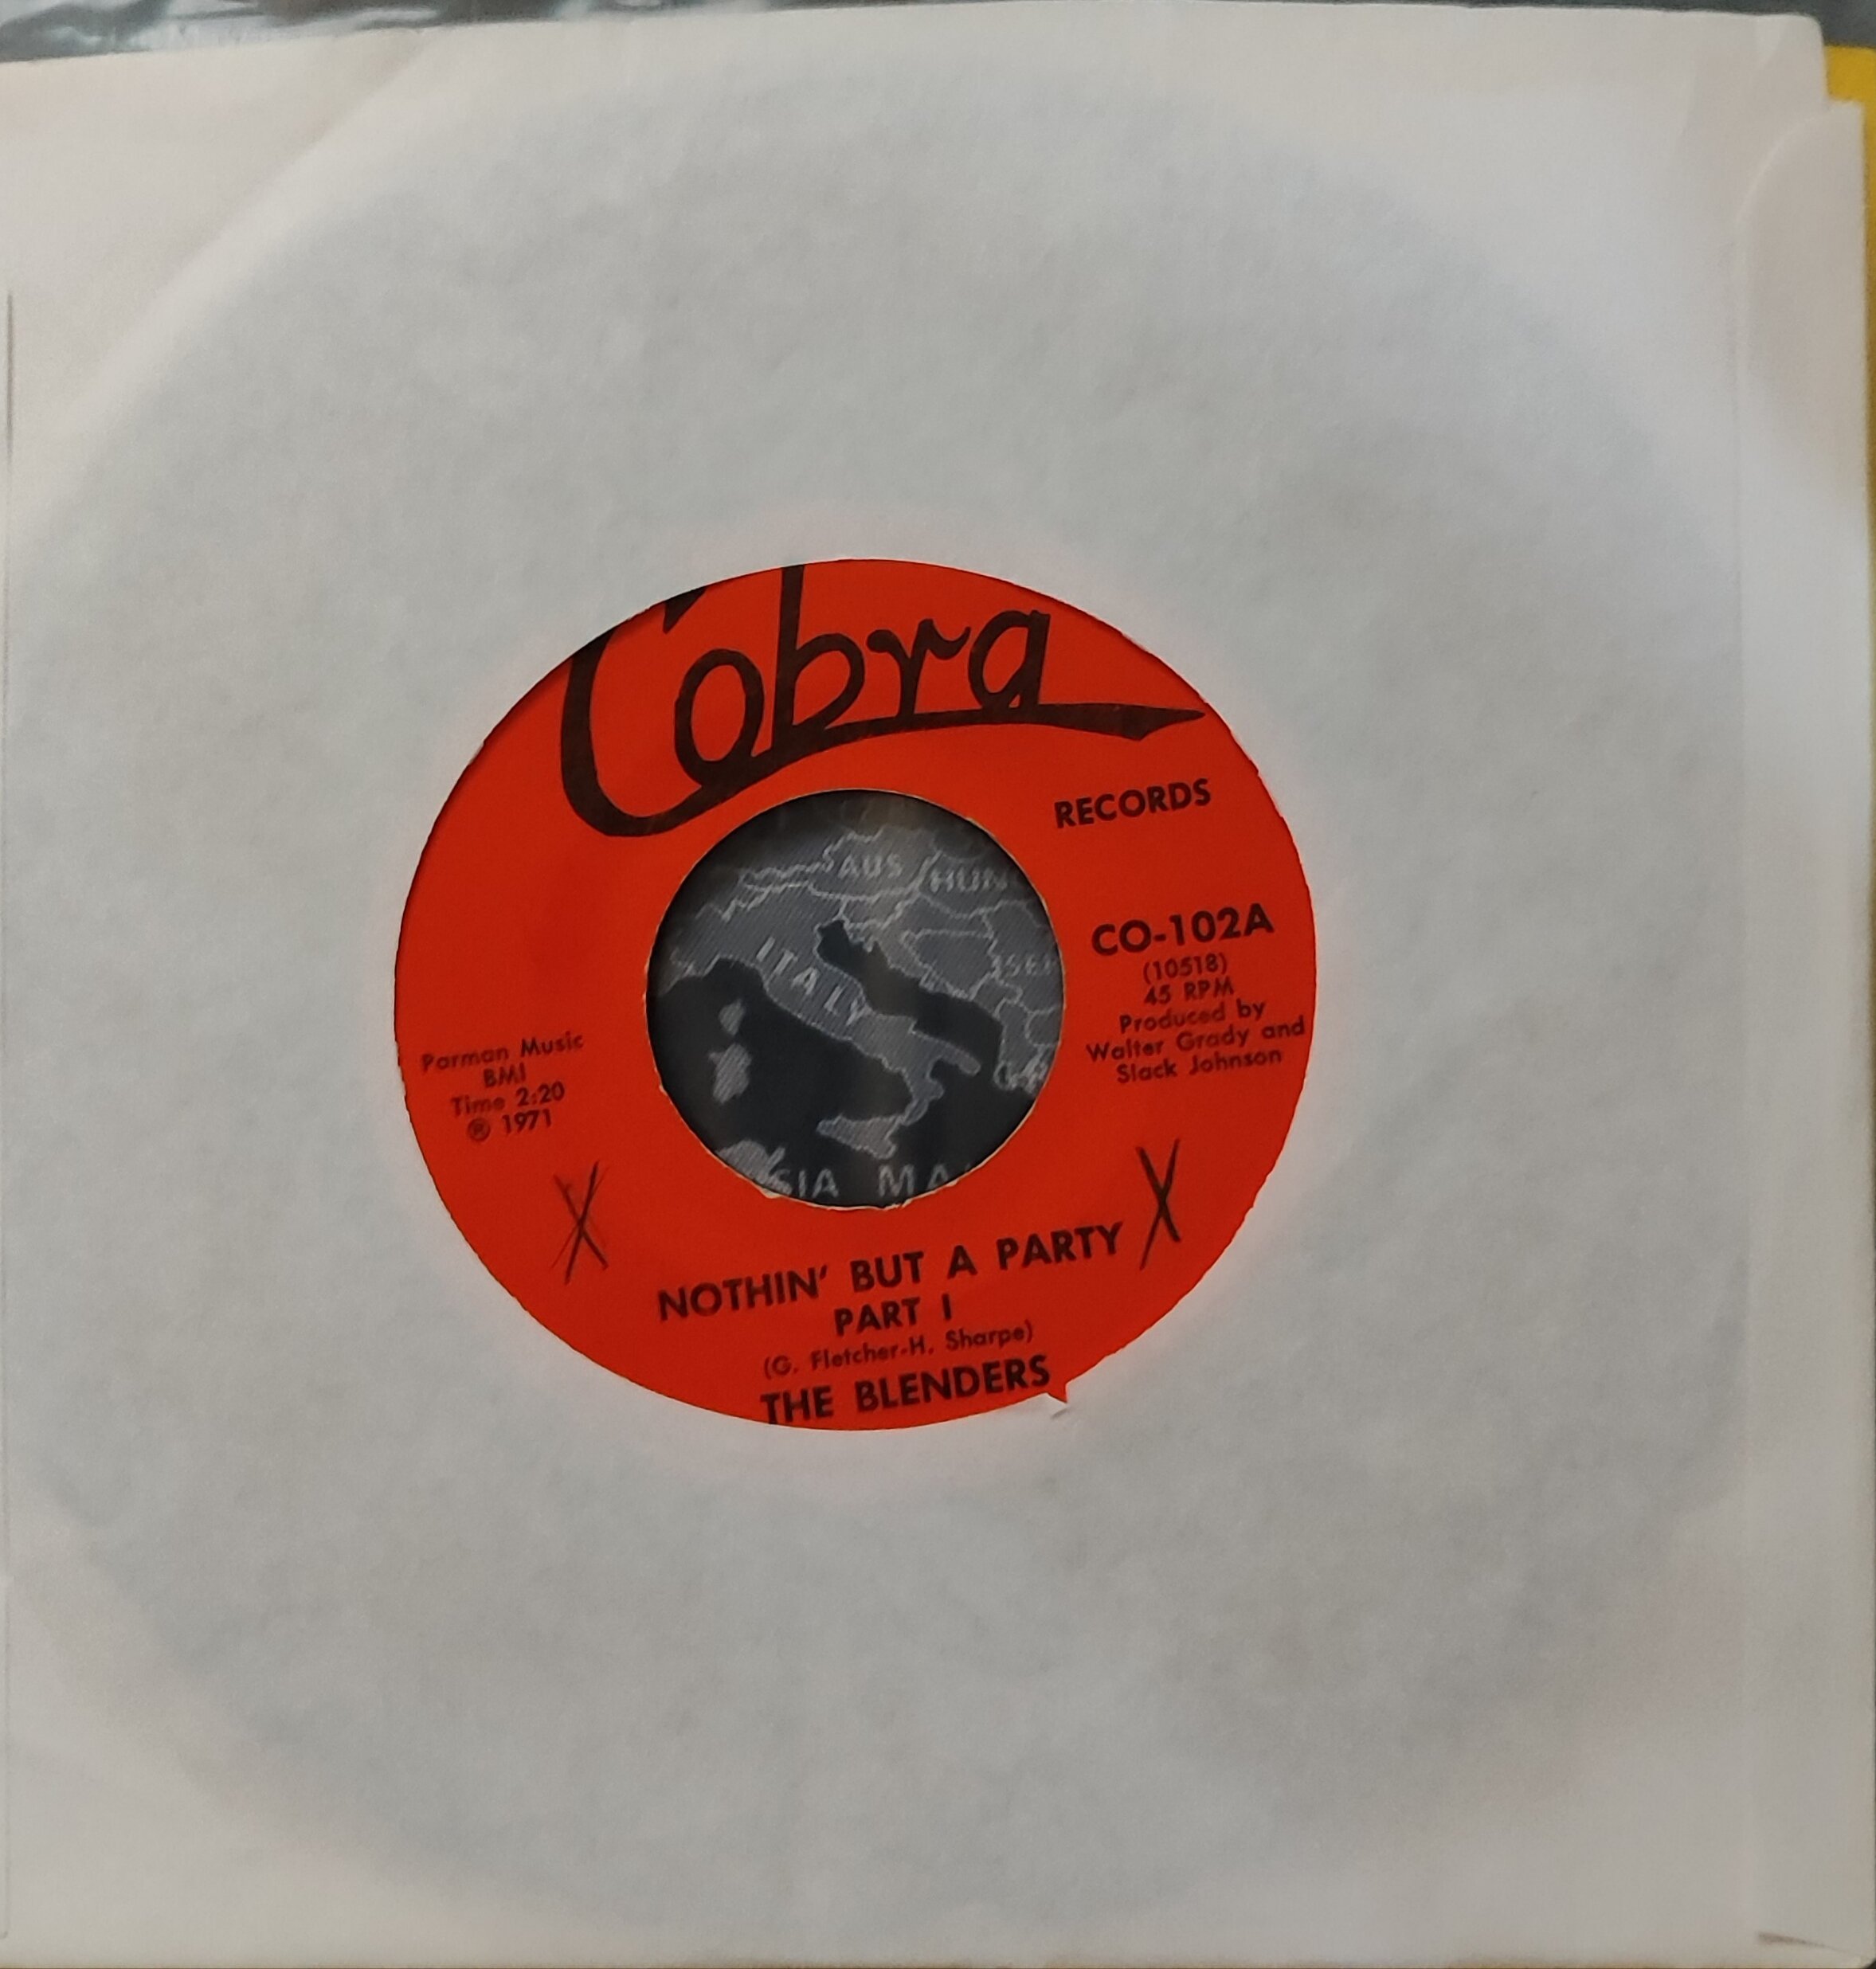 Cobra
RECORDS
CO-102A
(10518)
45 RPM
Produced by
Walter Grady and
Slack Johnson
Parman Music
BMI
Time 2:20
℗ 1971
X
X
NOTHIN' BUT A PARTY
PART I
(G. Fletcher-H. Sharpe)
THE BLENDERS
AUS
HUN
ITALY
SIA MA